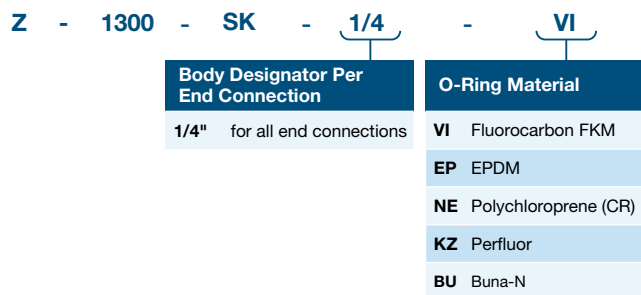 Z - 1300 - SK - 1/4 - VI
Body Designator Per
End Connection
1/4" for all end connections
O-Ring Material
VI Fluorocarbon FKM
EP EPDM
NE Polychloroprene (CR)
KZ Perfluor
BU Buna-N